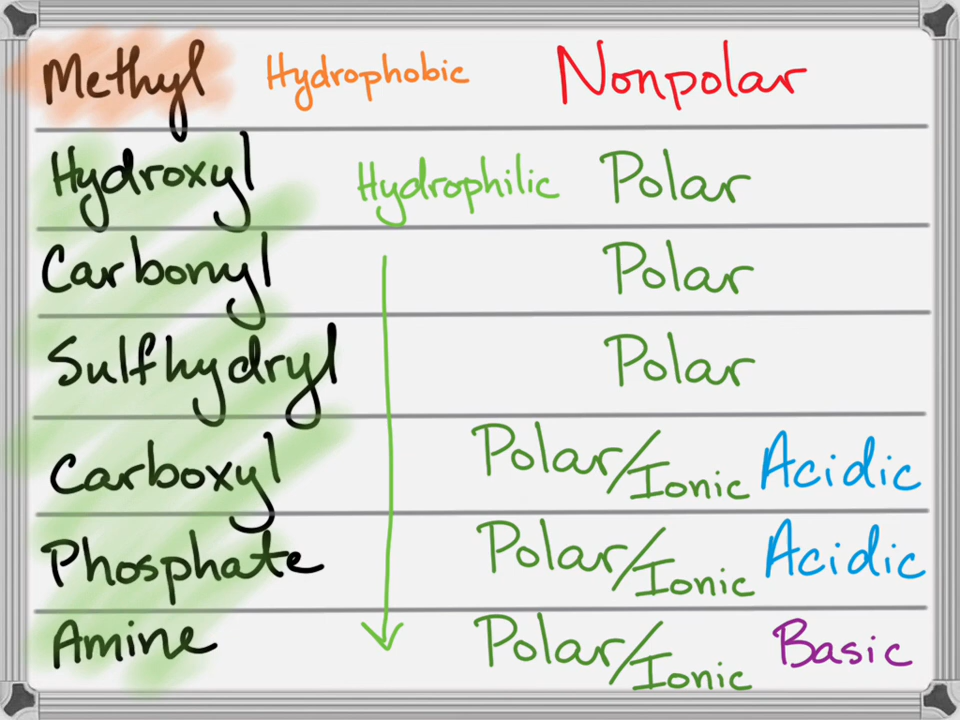 Methyl Hydrophobic Nonpolar
Hydroxyl Hydrophilic Polar
Carbonyl Polar
Sulfhydryl Polar
Carboxyl Polar/Ionic Acidic
Phosphate Polar/Ionic Acidic
Amine Polar/Ionic Basic